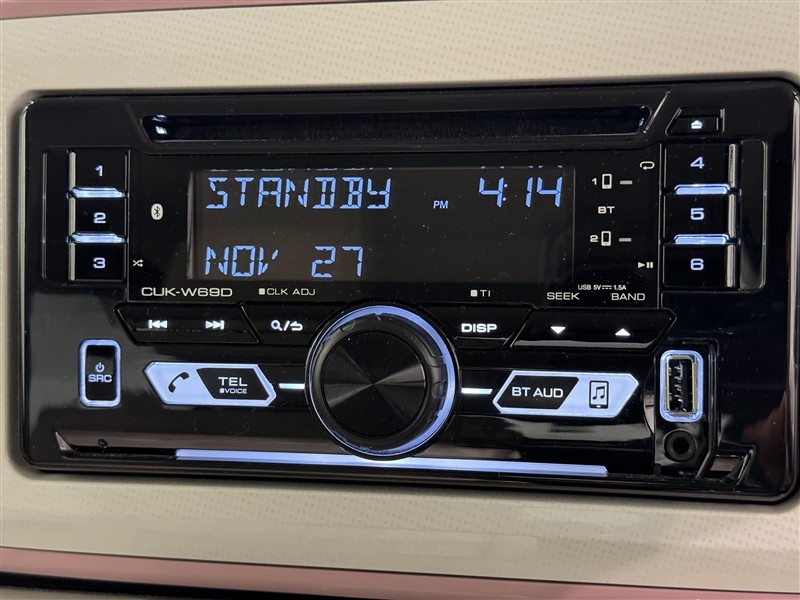 1
2
3
STANDBY
PM 4:14
NOV 27
1
BT
2
4
5
6
CUK-W69D
CLK ADJ
TI
USB 5V 1.5A
SEEK BAND
DISP
SRC
TEL
VOICE
BT AUD